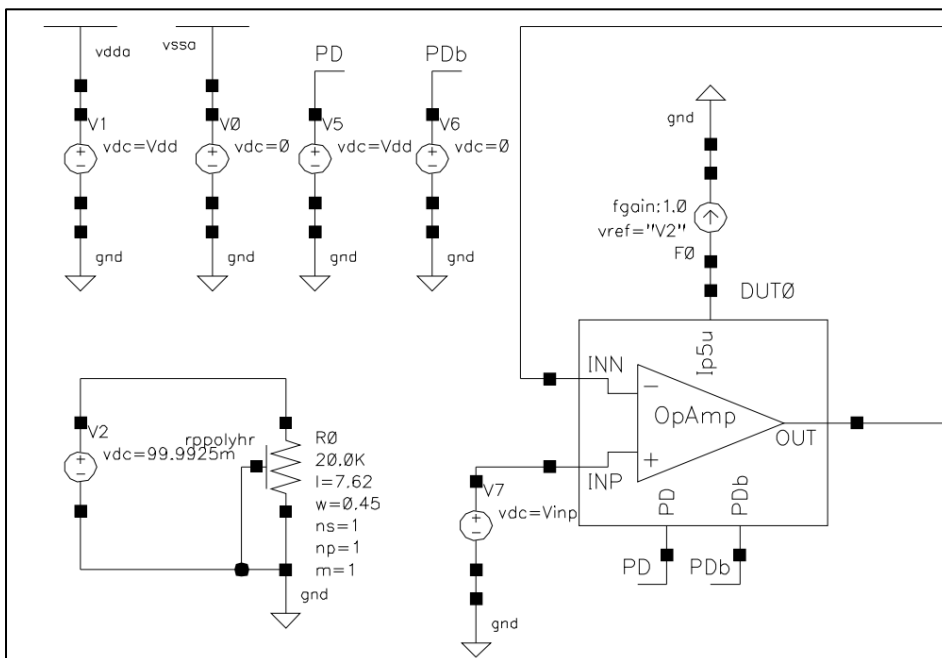 vdda
vssa
PD
PDb
V1
vdc=Vdd
V0
vdc=0
V5
vdc=Vdd
V6
vdc=0
gnd
gnd
gnd
gnd
gnd
fgain:1.0
vref="V2"
F0
DUT0
Ip5u
INN
OpAmp
OUT
INP
PD
PDb
PD
PDb
V7
vdc=Vinp
gnd
V2
vdc=99.9925m
rppolyhr
R0
20.0K
l=7.62
w=0.45
ns=1
np=1
m=1
gnd